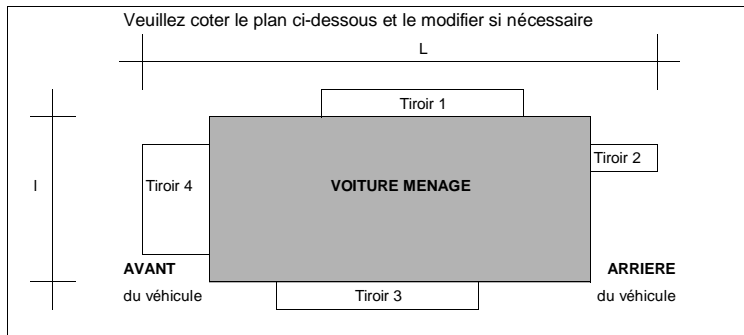 Veuillez coter le plan ci-dessous et le modifier si nécessaire
L
Tiroir 1
Tiroir 2
l
Tiroir 4
VOITURE MENAGE
AVANT
du véhicule
ARRIERE
du véhicule
Tiroir 3